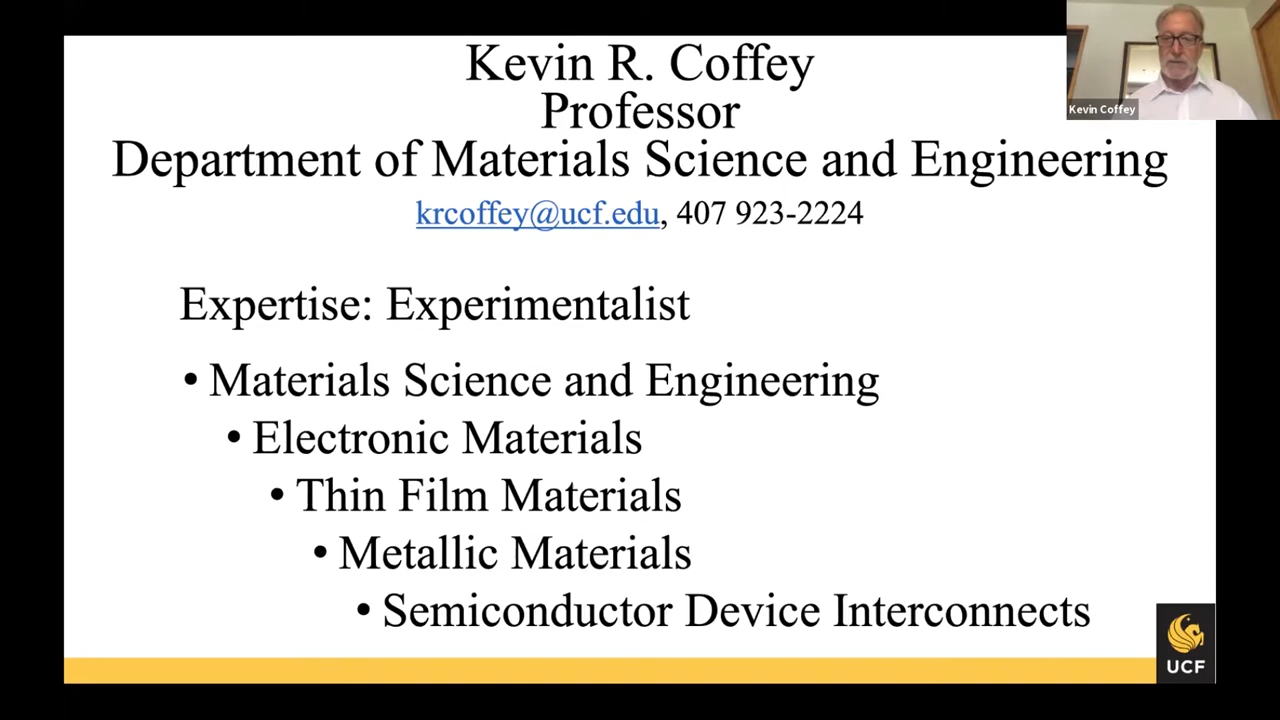 Kevin R. Coffey
Professor
Department of Materials Science and Engineering
krcoffey@ucf.edu, 407 923-2224
Kevin Coffey
Expertise: Experimentalist
• Materials Science and Engineering
• Electronic Materials
• Thin Film Materials
• Metallic Materials
• Semiconductor Device Interconnects
UCF